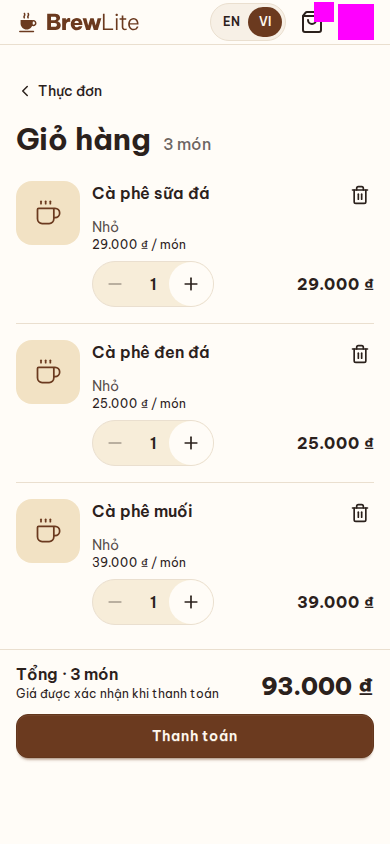 BrewLite
EN VI
Thực đơn
Giỏ hàng 3 món
Cà phê sữa đá
Nhỏ
29.000 ₫ / món
1
29.000 ₫
Cà phê đen đá
Nhỏ
25.000 ₫ / món
1
25.000 ₫
Cà phê muối
Nhỏ
39.000 ₫ / món
1
39.000 ₫
Tổng · 3 món
Giá được xác nhận khi thanh toán
93.000 ₫
Thanh toán